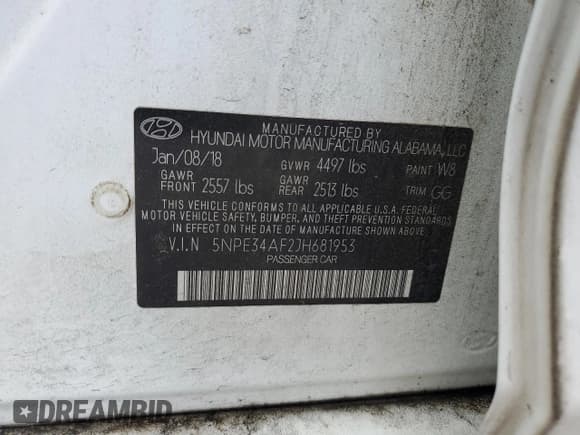 MANUFACTURED BY
HYUNDAI MOTOR MANUFACTURING ALABAMA, LLC
Jan/08/18 GVWR 4497 lbs PAINT W8
GAWR FRONT 2557 lbs GAWR REAR 2513 lbs TRIM GG
THIS VEHICLE CONFORMS TO ALL APPLICABLE U.S.A. FEDERAL
MOTOR VEHICLE SAFETY, BUMPER, AND THEFT PREVENTION STANDARDS
IN EFFECT ON THE DATE OF MANUFACTURE SHOWN ABOVE.
V.I.N 5NPE34AF2JH681953
PASSENGER CAR
DREAMBID